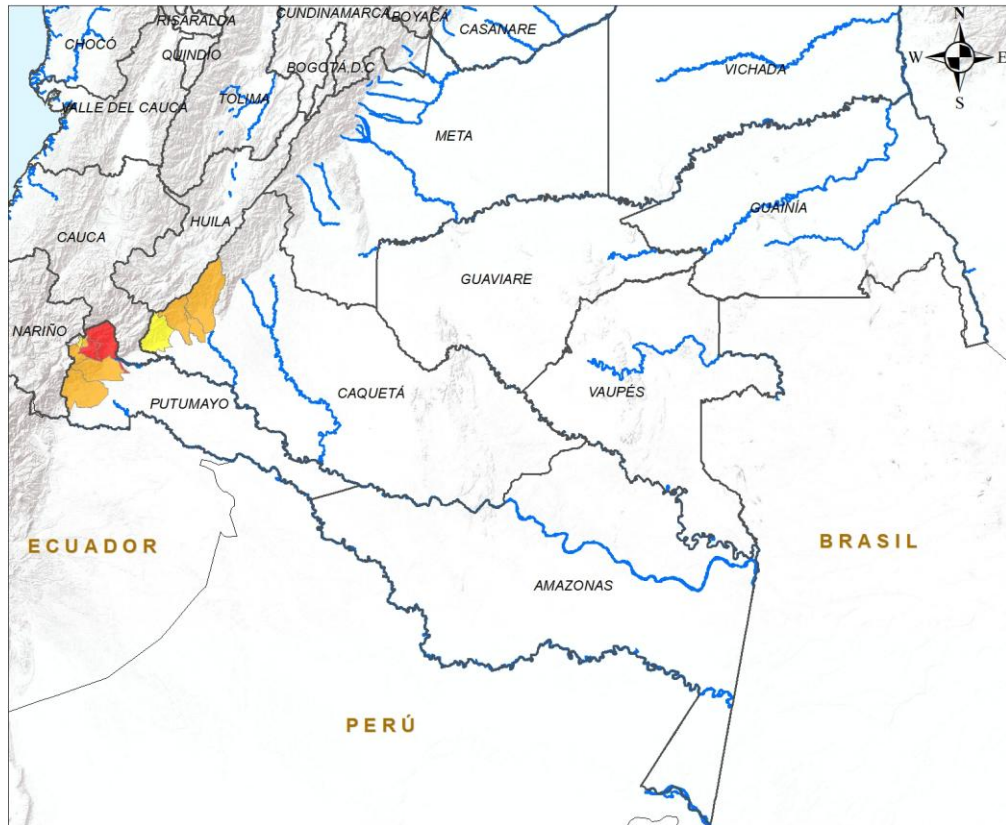 CUNDINAMARCA
BOYACÁ
RISARALDA
CASANARE
N
CHOCÓ
QUINDIO
BOGOTÁ D.C
W
E
VICHADA
TOLIMA
VALLE DEL CAUCA
S
META
GUAINÍA
HUILA
CAUCA
GUAVIARE
NARIÑO
CAQUETÁ
VAUPÉS
PUTUMAYO
ECUADOR
BRASIL
AMAZONAS
PERÚ